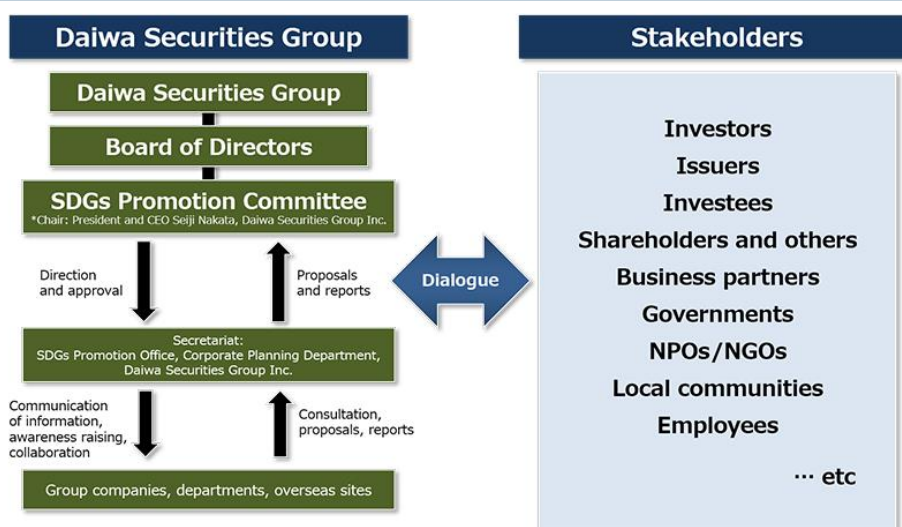 Daiwa Securities Group
Daiwa Securities Group
Board of Directors
SDGs Promotion Committee
*Chair: President and CEO Seiji Nakata, Daiwa Securities Group Inc.
Direction
and approval
Proposals
and reports
Secretariat:
SDGs Promotion Office, Corporate Planning Department,
Daiwa Securities Group Inc.
Communication
of information,
awareness raising,
collaboration
Consultation,
proposals, reports
Group companies, departments, overseas sites
Dialogue
Stakeholders
Investors
Issuers
Investees
Shareholders and others
Business partners
Governments
NPOs/NGOs
Local communities
Employees
··· etc